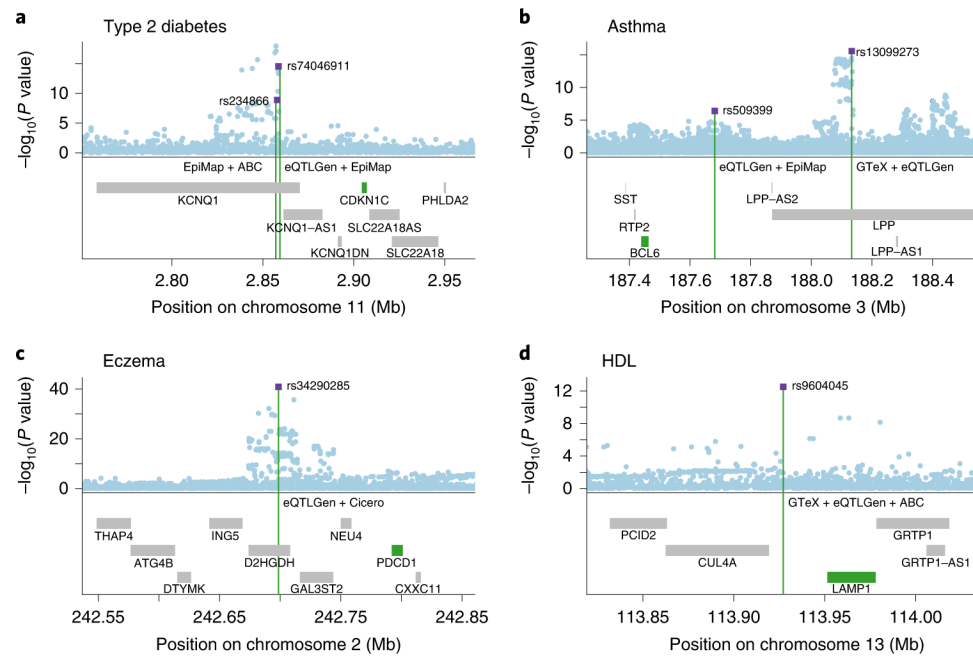 a Type 2 diabetes
−log10(P value)
10
5
0
rs74046911
rs234866
EpiMap + ABC eQTLGen + EpiMap
KCNQ1 CDKN1C PHLDA2
KCNQ1−AS1 SLC22A18AS
KCNQ1DN SLC22A18
2.80 2.85 2.90 2.95
Position on chromosome 11 (Mb)
b Asthma
−log10(P value)
10
5
0
rs13099273
rs509399
eQTLGen + EpiMap GTeX + eQTLGen
SST LPP−AS2
RTP2 LPP
BCL6 LPP−AS1
187.4 187.6 187.8 188.0 188.2 188.4
Position on chromosome 3 (Mb)
c Eczema
−log10(P value)
40
20
0
rs34290285
eQTLGen + Cicero
THAP4 ING5 NEU4
ATG4B D2HGDH PDCD1
DTYMK GAL3ST2 CXXC11
242.55 242.65 242.75 242.85
Position on chromosome 2 (Mb)
d HDL
−log10(P value)
12
8
4
0
rs9604045
GTeX + eQTLGen + ABC
PCID2 GRTP1
CUL4A GRTP1−AS1
LAMP1
113.85 113.90 113.95 114.00
Position on chromosome 13 (Mb)